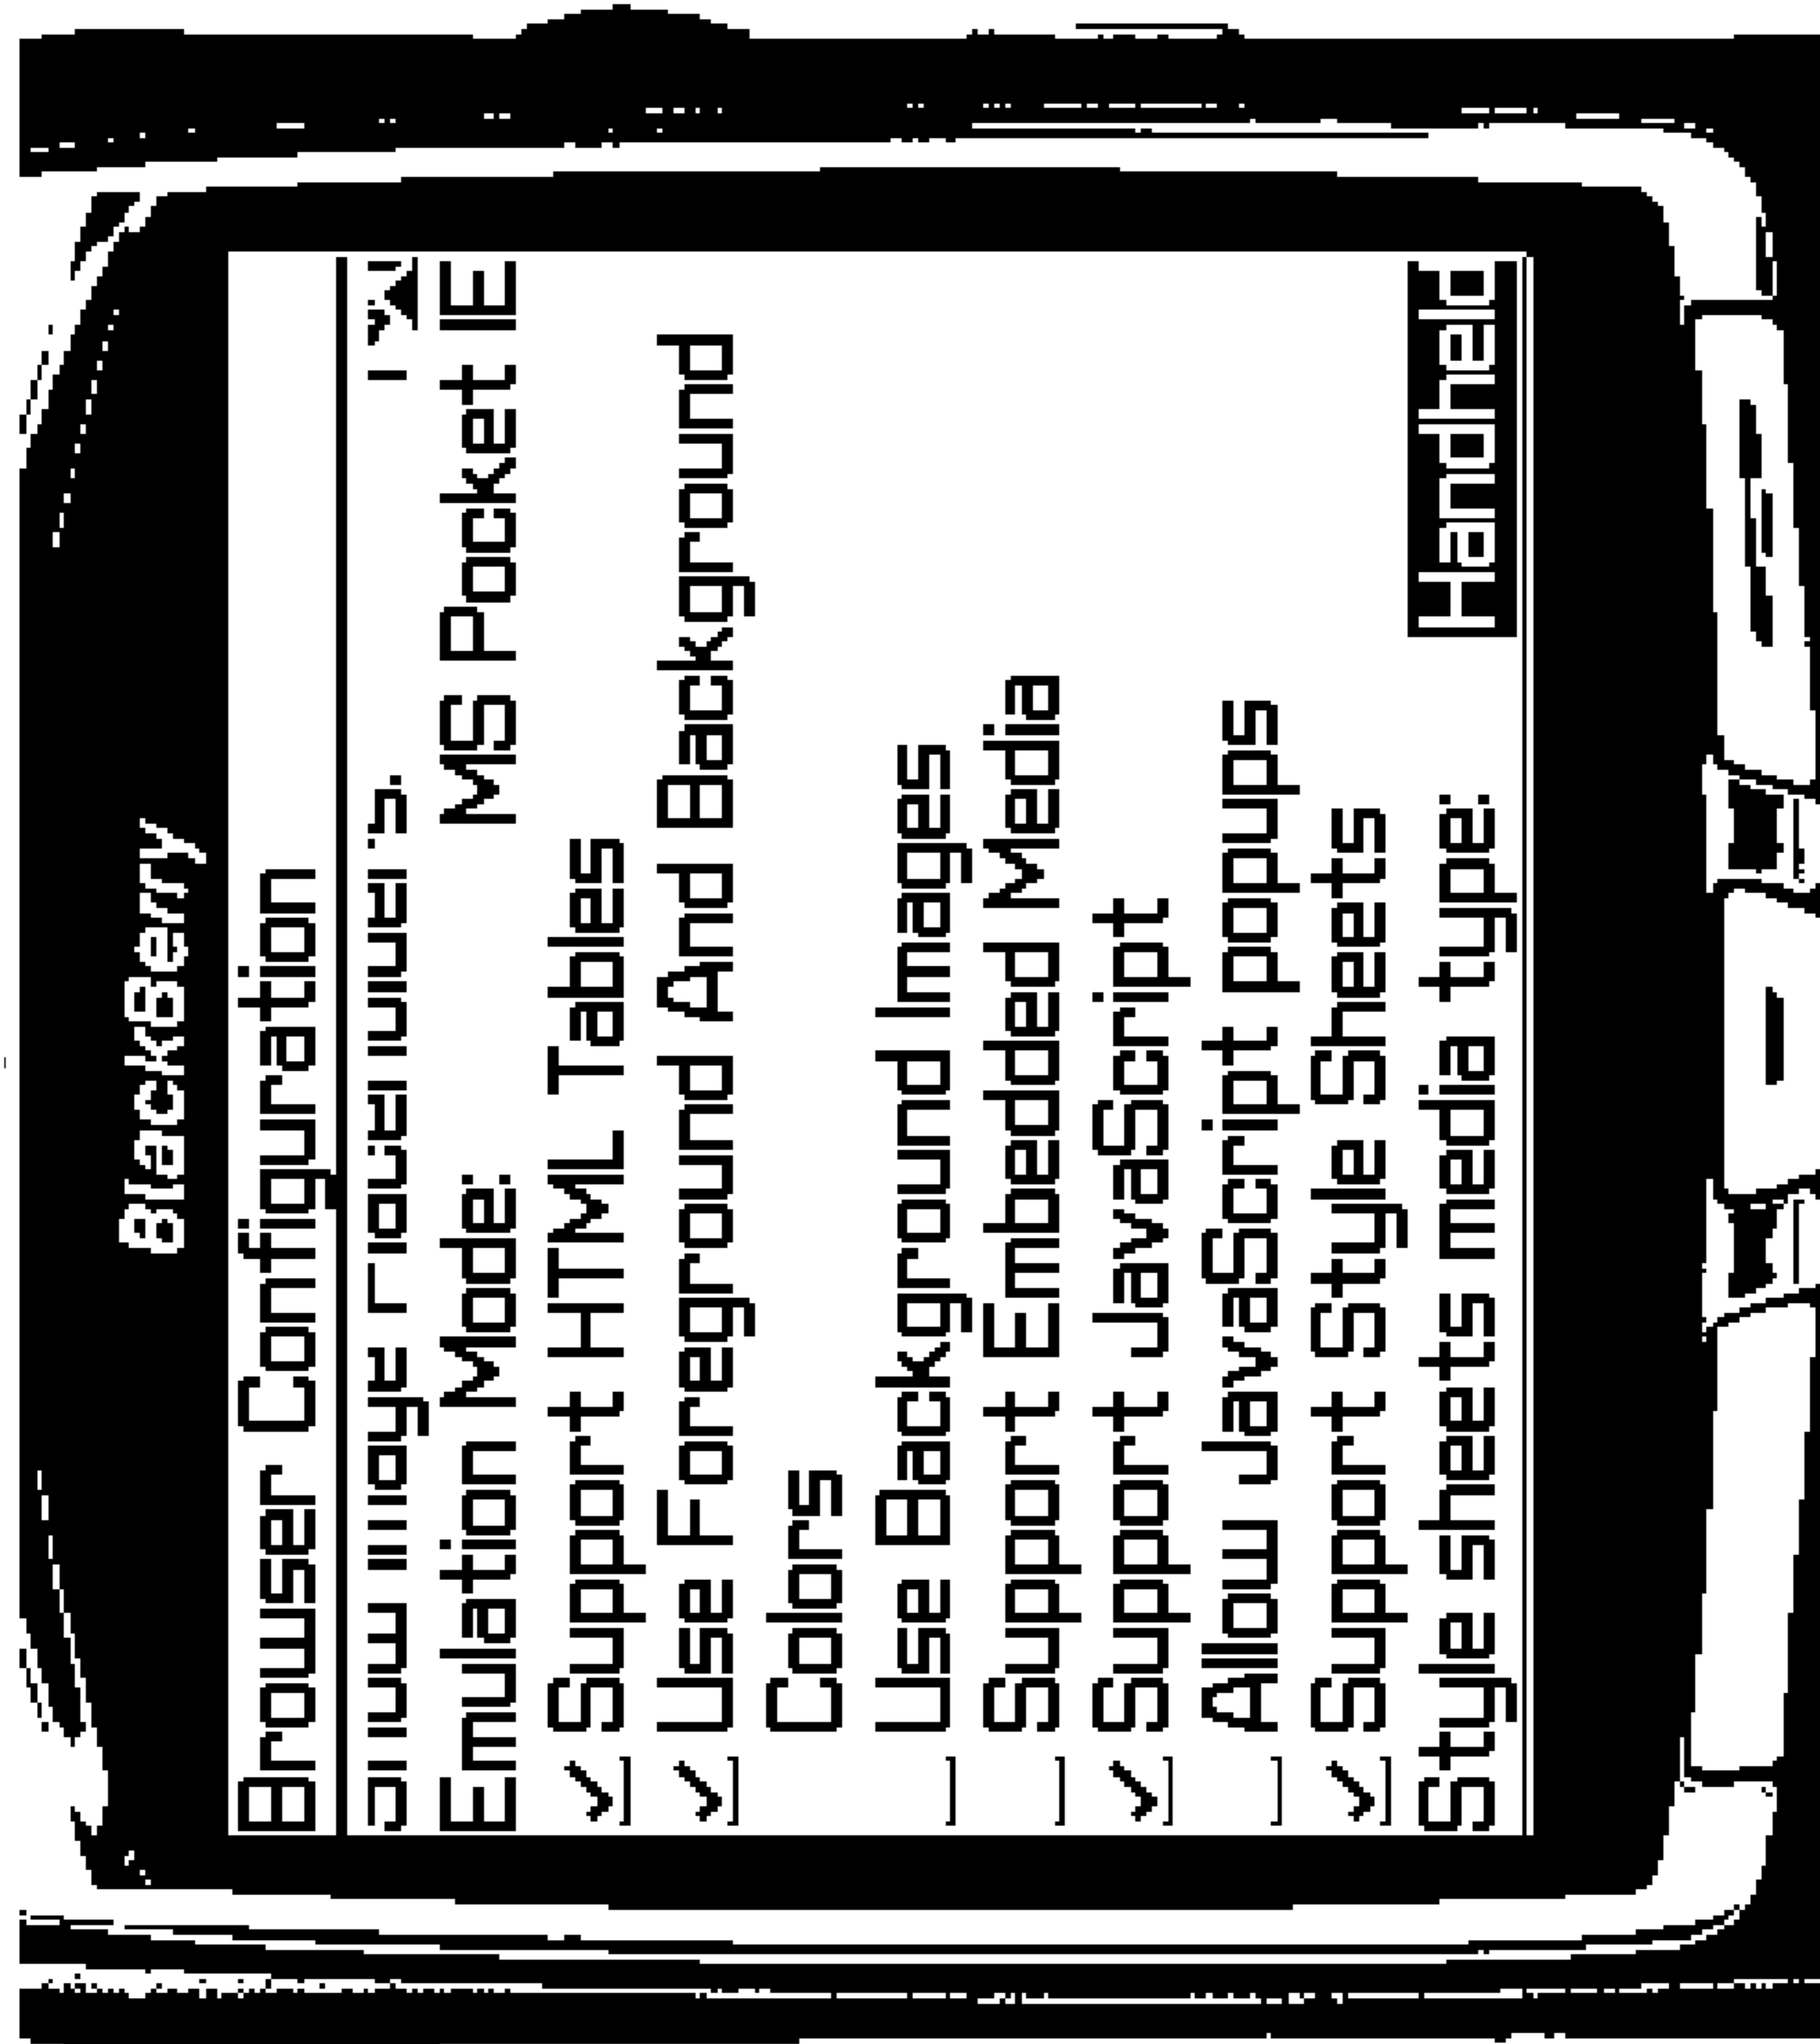 BlackBerry
Browser Configuration
Emulation Mode: MS Pocket IE
Support HTML Tables
Use Foreground And Background
Colors
Use Background Images
Support Embedded Media
Support JavaScript
Allow JavaScript popups
Support Style Sheets
Style sheets media type:
Handheld